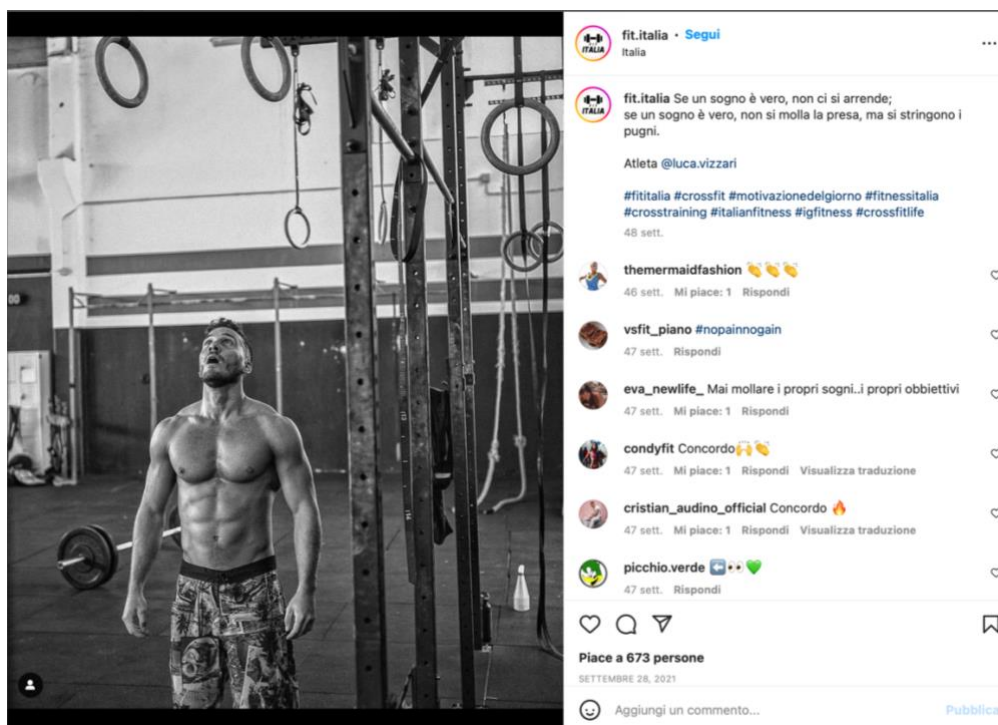 fit.italia • Segui
Italia
fit.italia Se un sogno è vero, non ci si arrende;
se un sogno è vero, non si molla la presa, ma si stringono i
pugni.
Atleta @luca.vizzari
#fititalia #crossfit #motivazionedelgiorno #fitnessitalia
#crosstraining #italianfitness #igfitness #crossfitlife
48 sett.
themermaidfashion 👏👏👏
46 sett. Mi piace: 1 Rispondi
vsfit_piano #nopainnogain
47 sett. Rispondi
eva_newlife_ Mai mollare i propri sogni..i propri obbiettivi
47 sett. Mi piace: 1 Rispondi
condyfit Concordo🙌👏
47 sett. Mi piace: 1 Rispondi Visualizza traduzione
cristian_audino_official Concordo 🔥
47 sett. Mi piace: 1 Rispondi Visualizza traduzione
picchio.verde ⬅️👀💚
47 sett. Rispondi
Piace a 673 persone
SETTEMBRE 28, 2021
Aggiungi un commento...
Pubblica
ITALIA
ITALIA